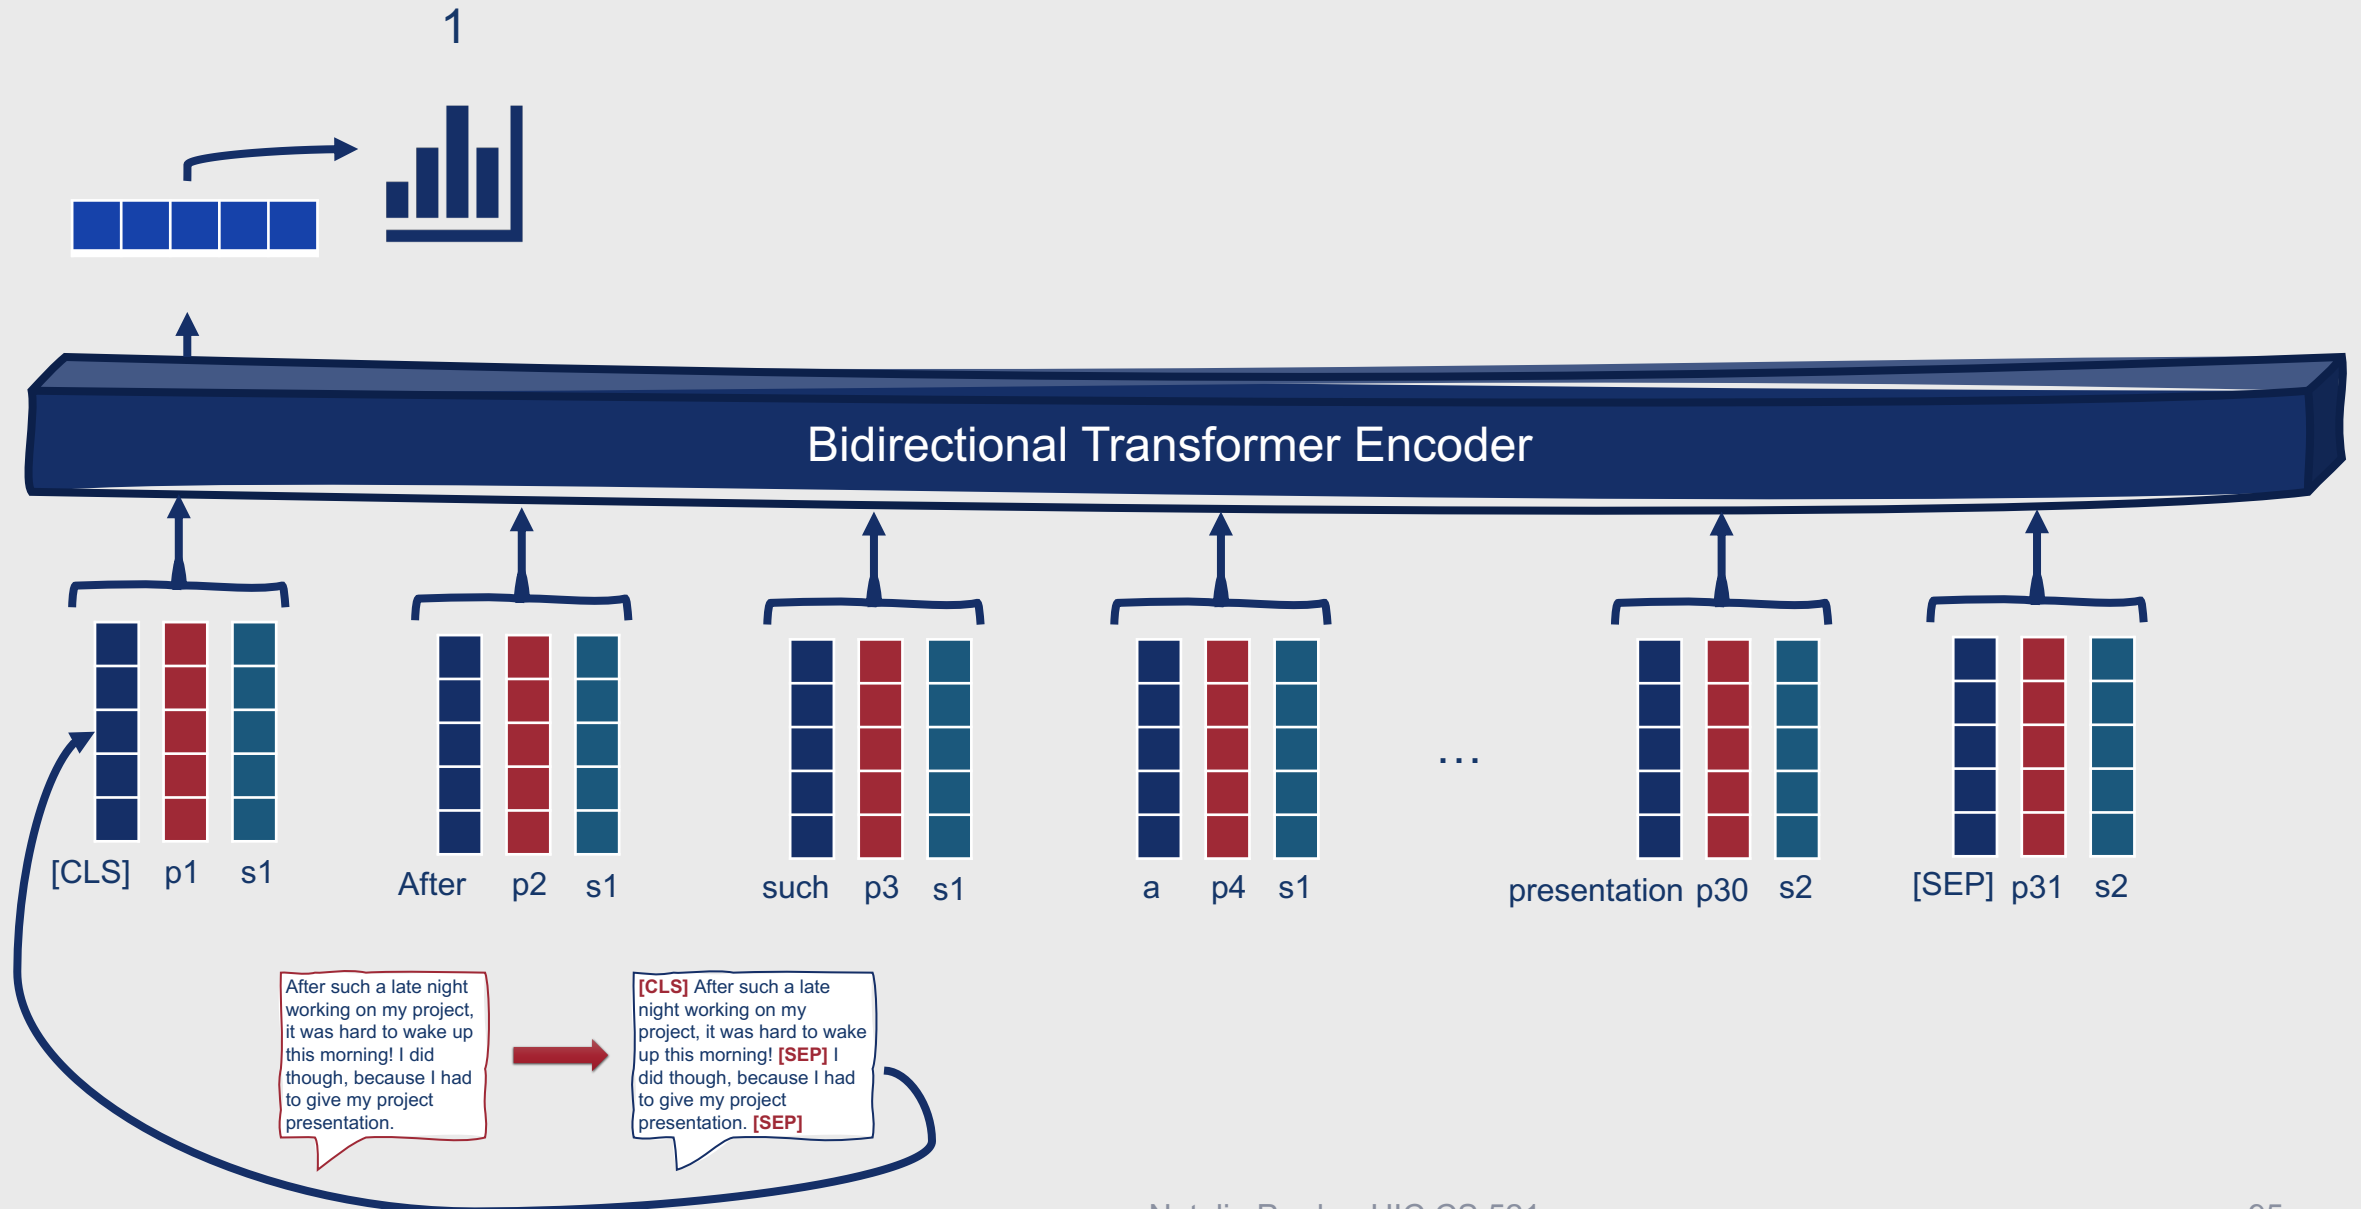 1
Bidirectional Transformer Encoder
[CLS] p1 s1 After p2 s1 such p3 s1 a p4 s1 ... presentation p30 s2 [SEP] p31 s2
After such a late night
working on my project,
it was hard to wake up
this morning! I did
though, because I had
to give my project
presentation.
[CLS] After such a late
night working on my
project, it was hard to wake
up this morning! [SEP] I
did though, because I had
to give my project
presentation. [SEP]